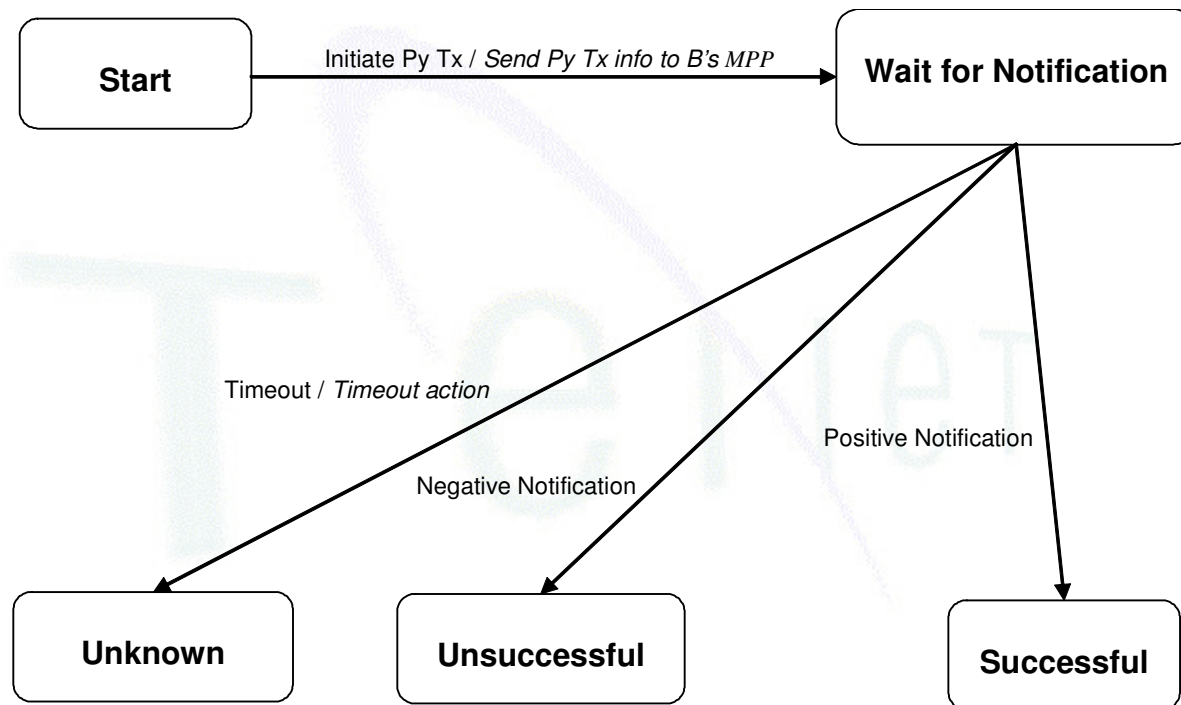 Start
Initiate Py Tx / Send Py Tx info to B's MPP
Wait for Notification
Timeout / Timeout action
Positive Notification
Negative Notification
Unknown
Unsuccessful
Successful
TeNeT